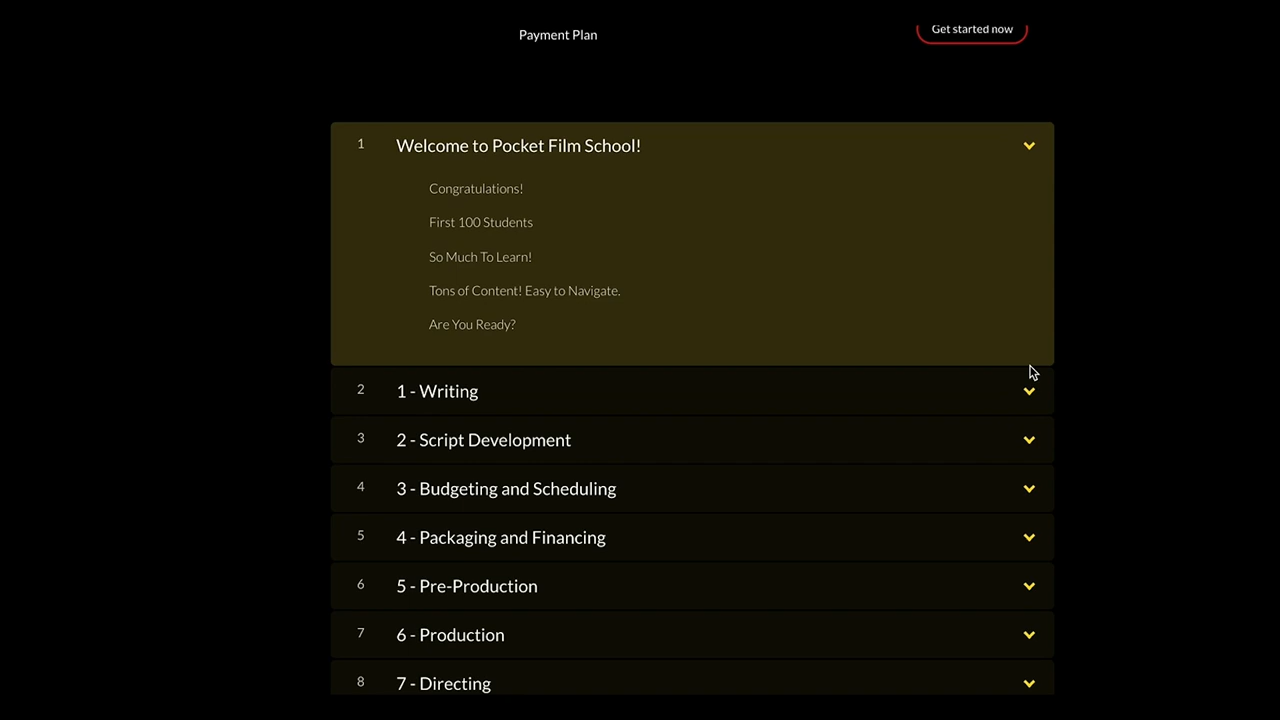 Payment Plan
Get started now
1 Welcome to Pocket Film School!
Congratulations!
First 100 Students
So Much To Learn!
Tons of Content! Easy to Navigate.
Are You Ready?
2 1 - Writing
3 2 - Script Development
4 3 - Budgeting and Scheduling
5 4 - Packaging and Financing
6 5 - Pre-Production
7 6 - Production
8 7 - Directing